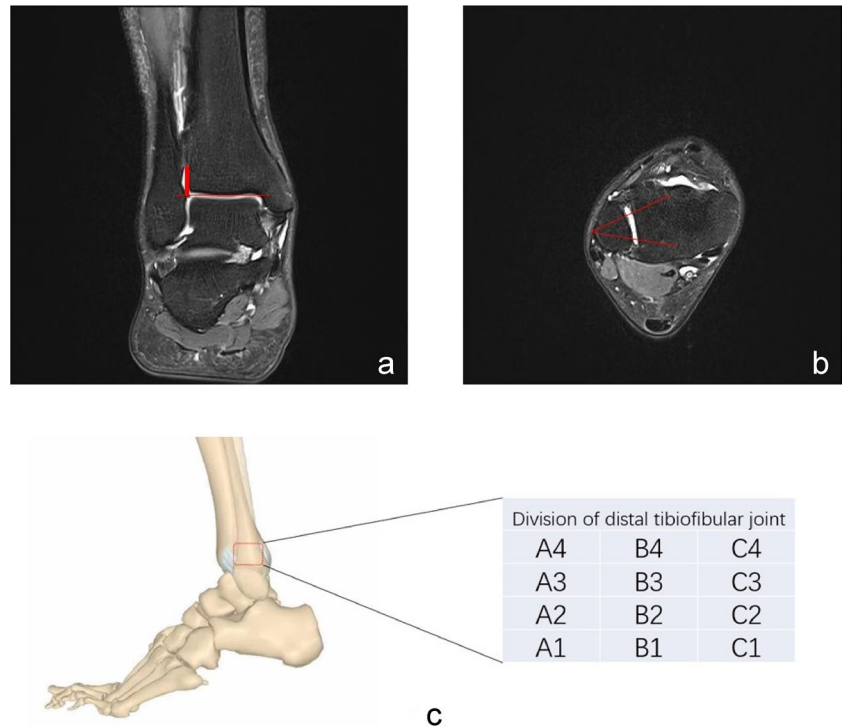 a
b
Division of distal tibiofibular joint
A4 B4 C4
A3 B3 C3
A2 B2 C2
A1 B1 C1
c